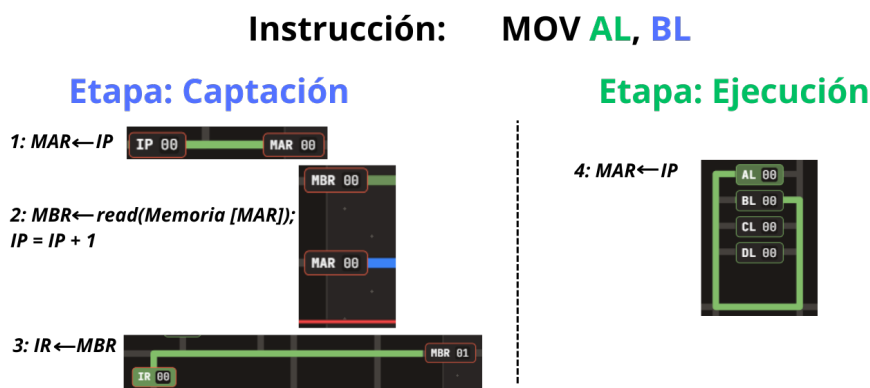 Instrucción: MOV AL, BL
Etapa: Captación
1: MAR←IP
IP 00 MAR 00
MBR 00
2: MBR←read(Memoria [MAR]);
IP = IP + 1
MAR 00
3: IR←MBR
MBR 01
IR 00
Etapa: Ejecución
4: MAR←IP
AL 00
BL 00
CL 00
DL 00